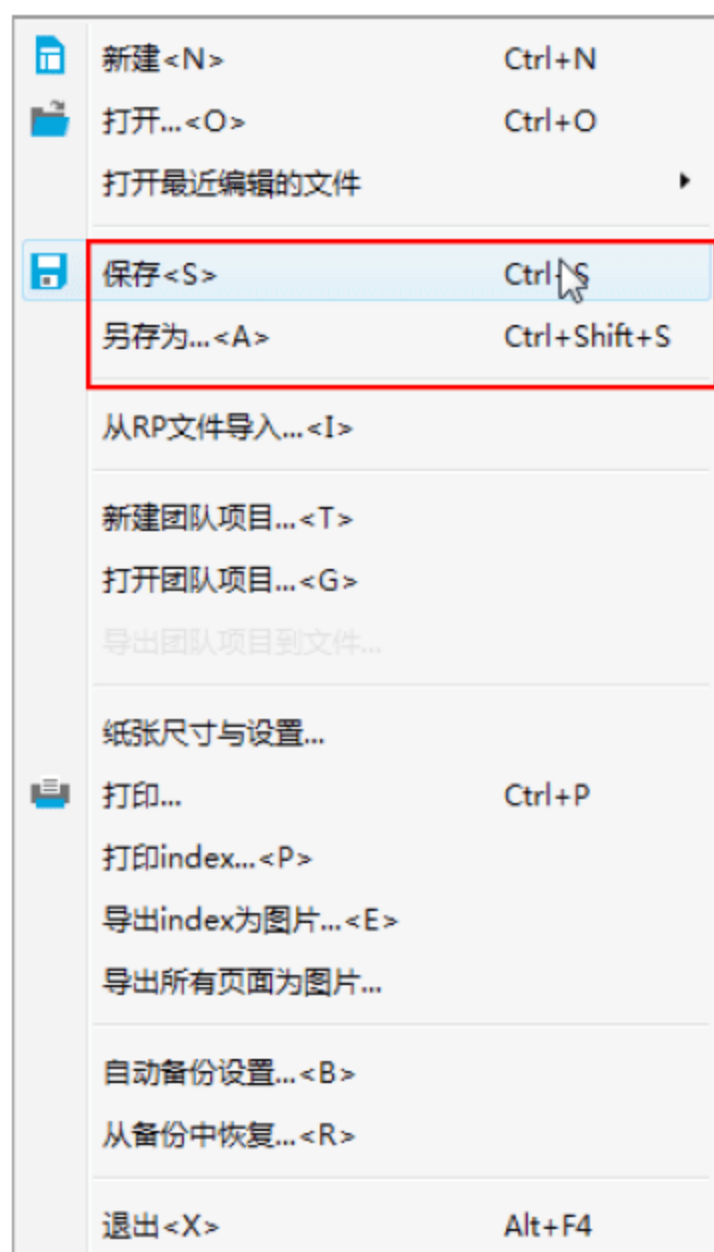 新建<N> Ctrl+N
打开...<O> Ctrl+O
打开最近编辑的文件
保存<S> Ctrl+S
另存为...<A> Ctrl+Shift+S
从RP文件导入...<I>
新建团队项目...<T>
打开团队项目...<G>
导出团队项目到文件...
纸张尺寸与设置...
打印... Ctrl+P
打印index...<P>
导出index为图片...<E>
导出所有页面为图片...
自动备份设置...<B>
从备份中恢复...<R>
退出<X> Alt+F4